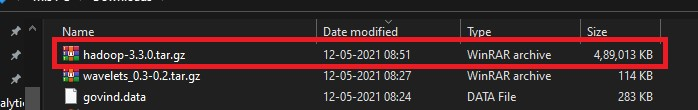 Name Date modified Type Size
hadoop-3.3.0.tar.gz 12-05-2021 08:51 WinRAR archive 4,89,013 KB
wavelets_0.3-0.2.tar.gz 12-05-2021 08:27 WinRAR archive 114 KB
govind.data 12-05-2021 08:24 DATA File 283 KB